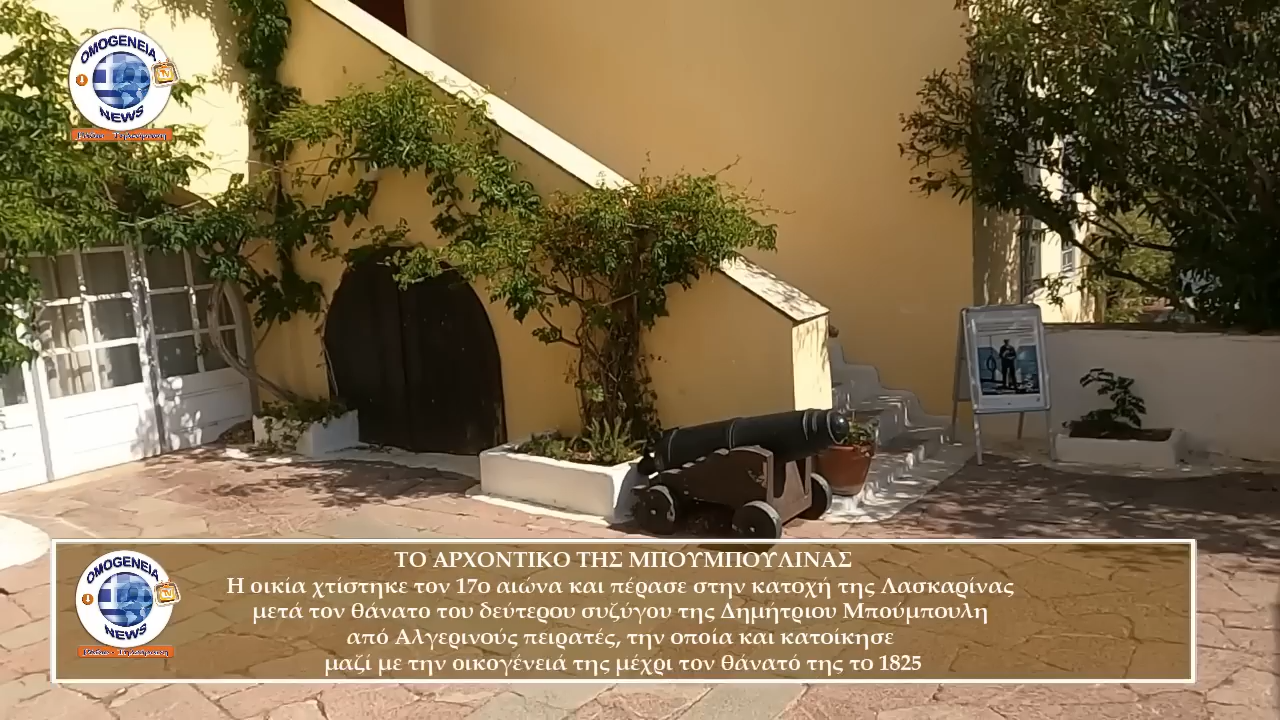 OMOGENEIA
TV
NEWS
ΤΟ ΑΡΧΟΝΤΙΚΟ ΤΗΣ ΜΠΟΥΜΠΟΥΛΙΝΑΣ
Η οικία χτίστηκε τον 17ο αιώνα και πέρασε στην κατοχή της Λασκαρίνας
μετά τον θάνατο του δεύτερου συζύγου της Δημήτριου Μπούμπουλη
από Αλγερινούς πειρατές, την οποία και κατοίκησε
μαζί με την οικογένειά της μέχρι τον θάνατό της το 1825
OMOGENEIA
TV
NEWS